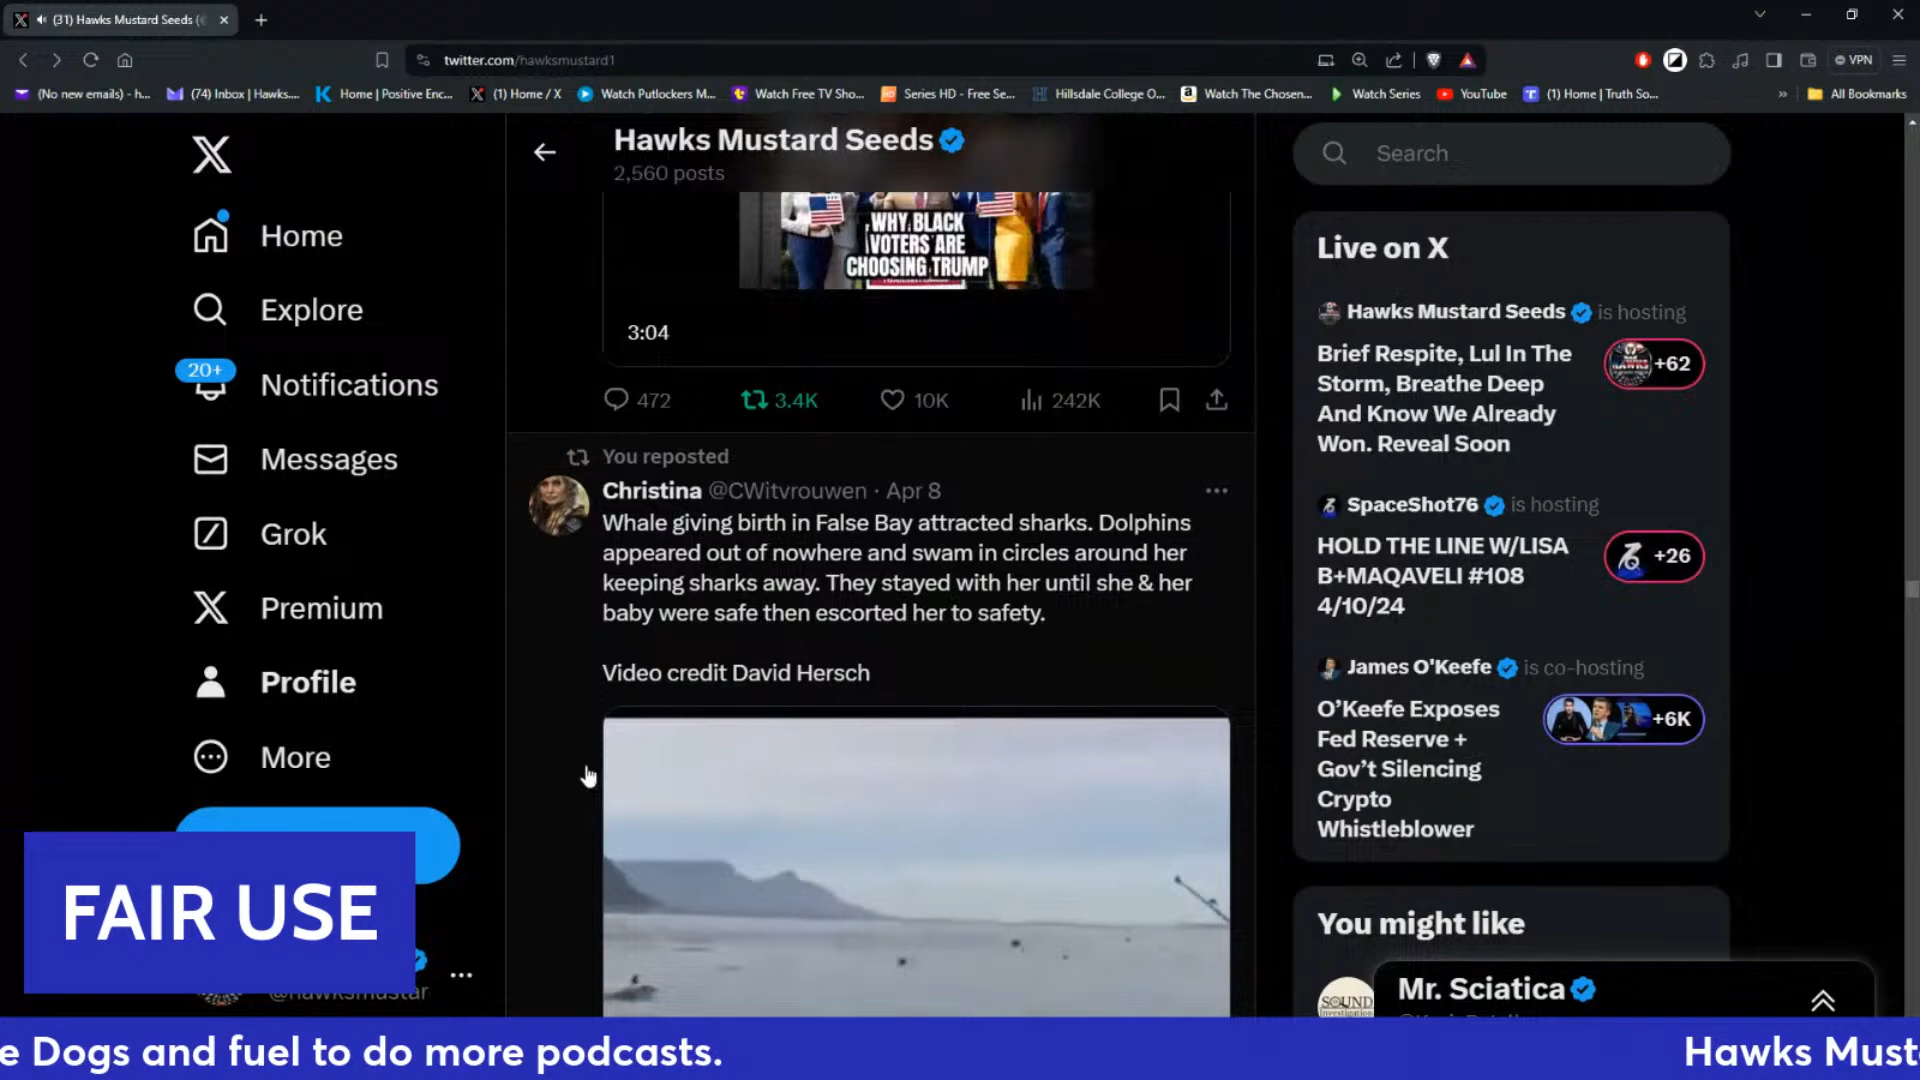 (31) Hawks Mustard Seeds (
twitter.com/hawksmustard1
VPN
(No new emails) - h...
(74) Inbox | Hawks....
Home | Positive Enc...
(1) Home / X
Watch Putlockers M...
Watch Free TV Sho...
Series HD - Free Se...
Hillsdale College O...
Watch The Chosen...
Watch Series
YouTube
(1) Home | Truth So...
All Bookmarks
Home
Explore
20+
Notifications
Messages
Grok
Premium
Profile
More
Hawks Mustard Seeds
2,560 posts
WHY BLACK
VOTERS ARE
CHOOSING TRUMP
3:04
472
3.4K
10K
242K
You reposted
Christina @CWitvrouwen · Apr 8
Whale giving birth in False Bay attracted sharks. Dolphins
appeared out of nowhere and swam in circles around her
keeping sharks away. They stayed with her until she & her
baby were safe then escorted her to safety.
Video credit David Hersch
Search
Live on X
Hawks Mustard Seeds is hosting
Brief Respite, Lul In The
Storm, Breathe Deep
And Know We Already
Won. Reveal Soon
+62
SpaceShot76 is hosting
HOLD THE LINE W/LISA
B+MAQAVELI #108
4/10/24
+26
James O'Keefe is co-hosting
O’Keefe Exposes
Fed Reserve +
Gov’t Silencing
Crypto
Whistleblower
+6K
You might like
SOUND
Mr. Sciatica
FAIR USE
@hawksmustar
e Dogs and fuel to do more podcasts.
Hawks Must